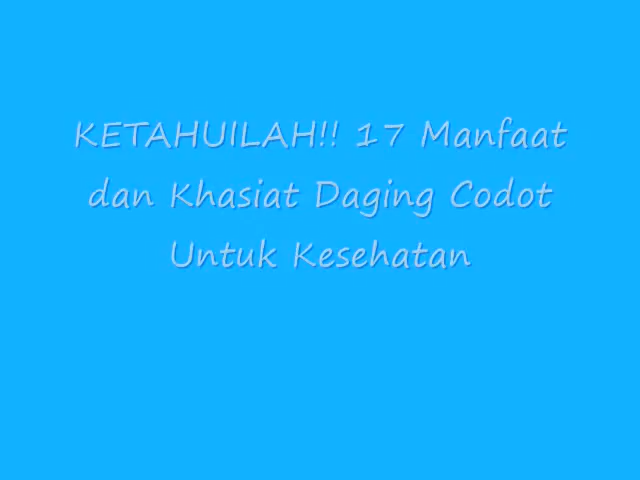 KETAHUILAH!! 17 Manfaat
dan Khasiat Daging Codot
Untuk Kesehatan